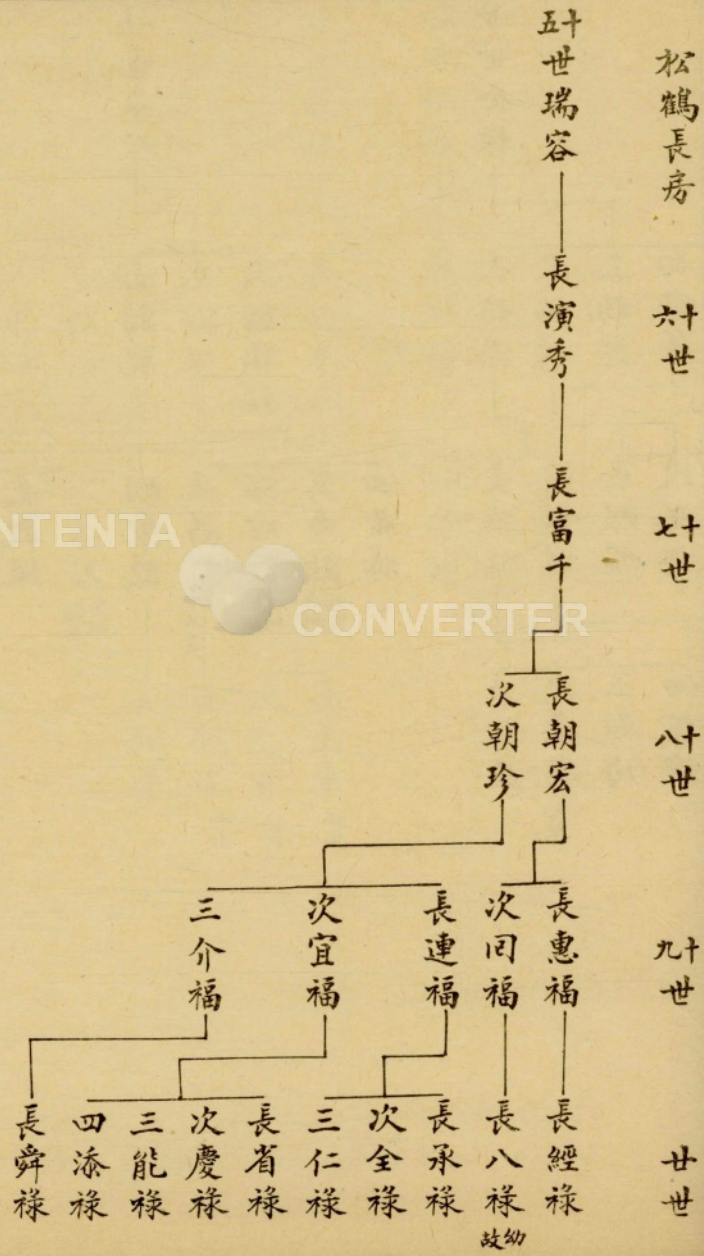 松鶴長房
十五世瑞容
十六世
長演秀
十七世
長富千
十八世
長朝宏
次朝珍
十九世
長惠福
次回福
長連福
次宜福
三介福
廿世
長經祿
長八祿
幼故
長承祿
次全祿
三仁祿
長省祿
次慶祿
三能祿
四添祿
長舜祿
NTENTA
CONVERTER